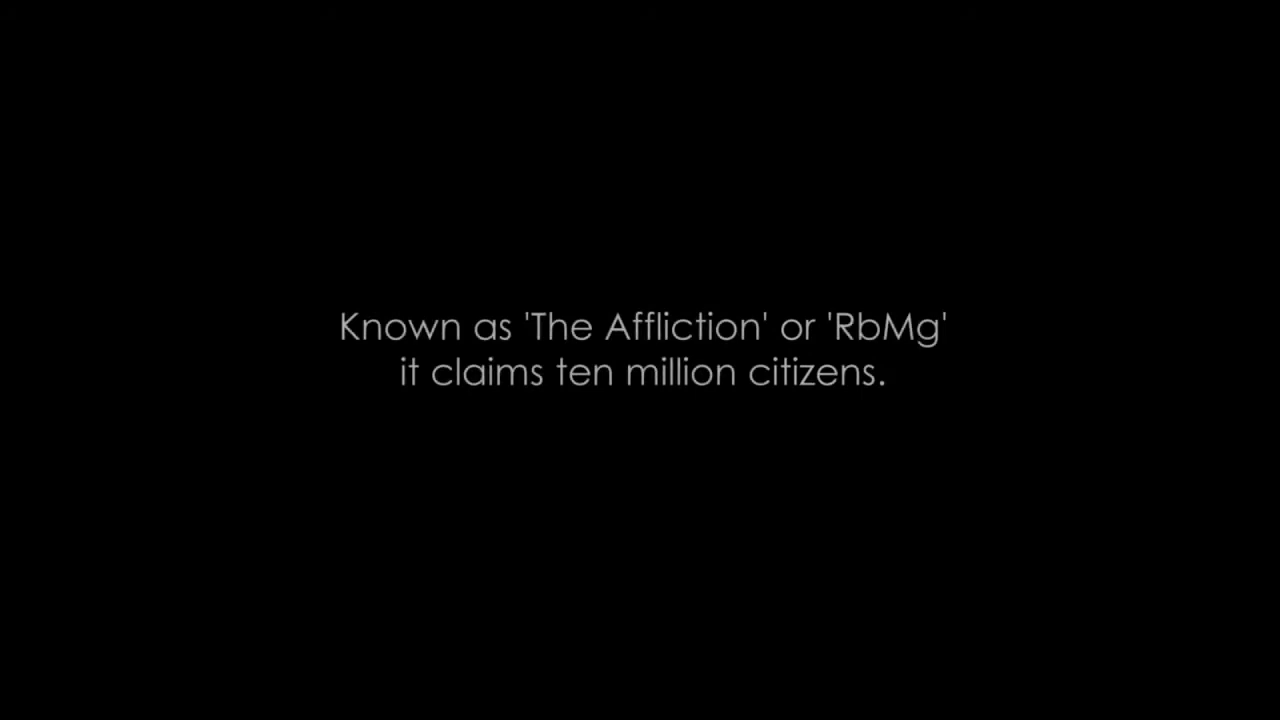 Known as 'The Affliction' or 'RbMg'
it claims ten million citizens.